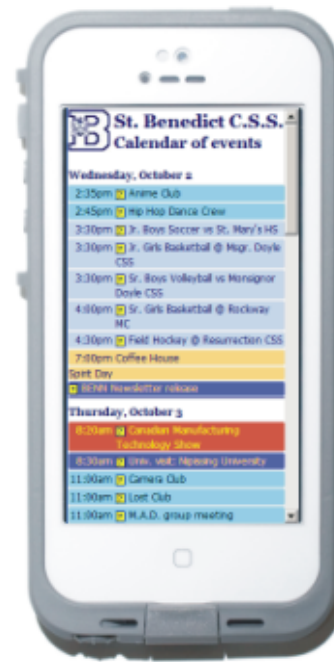 St. Benedict C.S.S.
Calendar of events
Wednesday, October 2
2:35pm Anime Club
2:45pm Hip Hop Dance Crew
3:30pm Jr. Boys Soccer vs St. Mary's HS
3:30pm Jr. Girls Basketball @ Msgr. Doyle
CSS
3:30pm Sr. Boys Volleyball vs Monsignor
Doyle CSS
4:00pm Sr. Girls Basketball @ Rockway
MC
4:30pm Field Hockey @ Resurrection CSS
7:00pm Coffee House
Spirit Day
BENN Newsletter release
Thursday, October 3
8:20am Canadian Manufacturing
Technology Show
8:30am Univ. visit: Nipissing University
11:00am Camera Club
11:00am Lost Club
11:00am M.A.D. group meeting